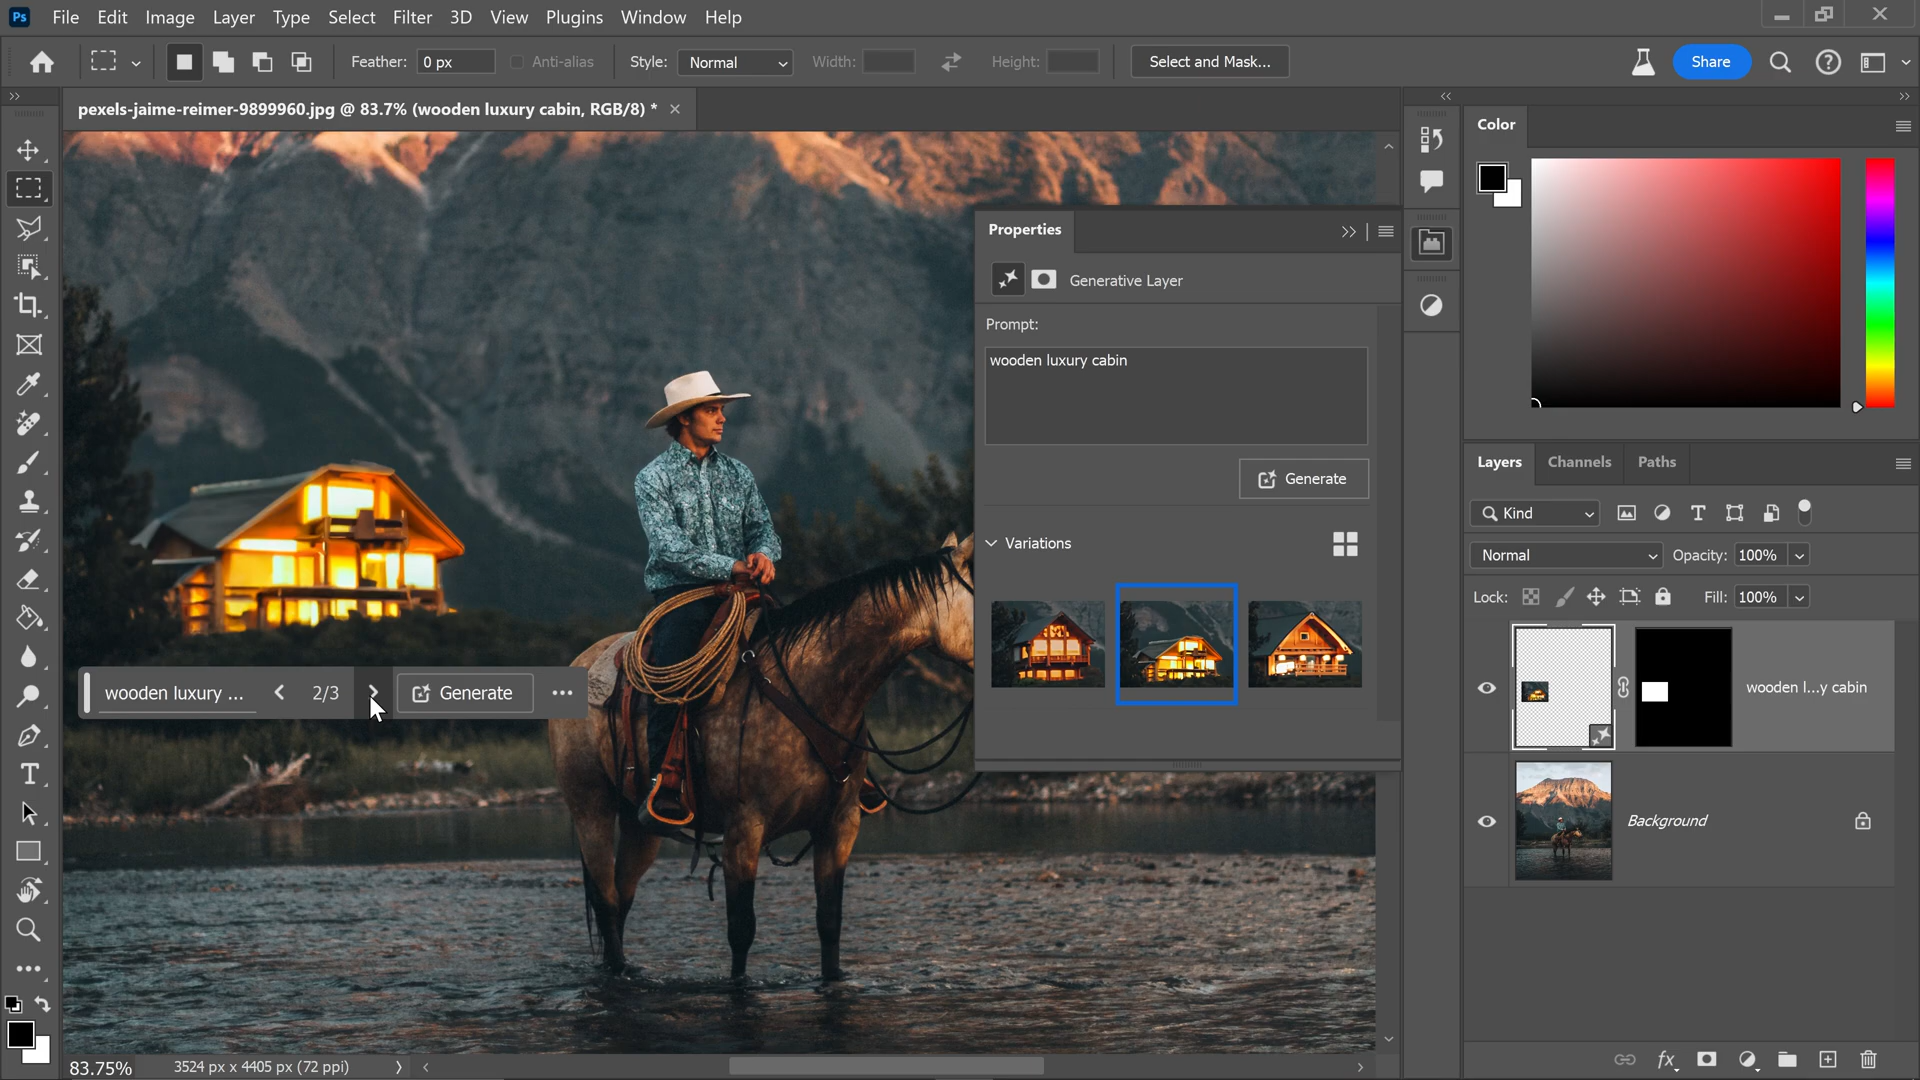 Ps File Edit Image Layer Type Select Filter 3D View Plugins Window Help
Feather: 0 px Anti-alias Style: Normal Width: Height: Select and Mask... Share
pexels-jaime-reimer-9899960.jpg @ 83.7% (wooden luxury cabin, RGB/8) *
Color
Properties
Generative Layer
Prompt:
wooden luxury cabin
Generate
Variations
wooden luxury ... 2/3 Generate
Layers Channels Paths
Kind
Normal Opacity: 100%
Lock: Fill: 100%
wooden l...y cabin
Background
fx
83.75% 3524 px x 4405 px (72 ppi)